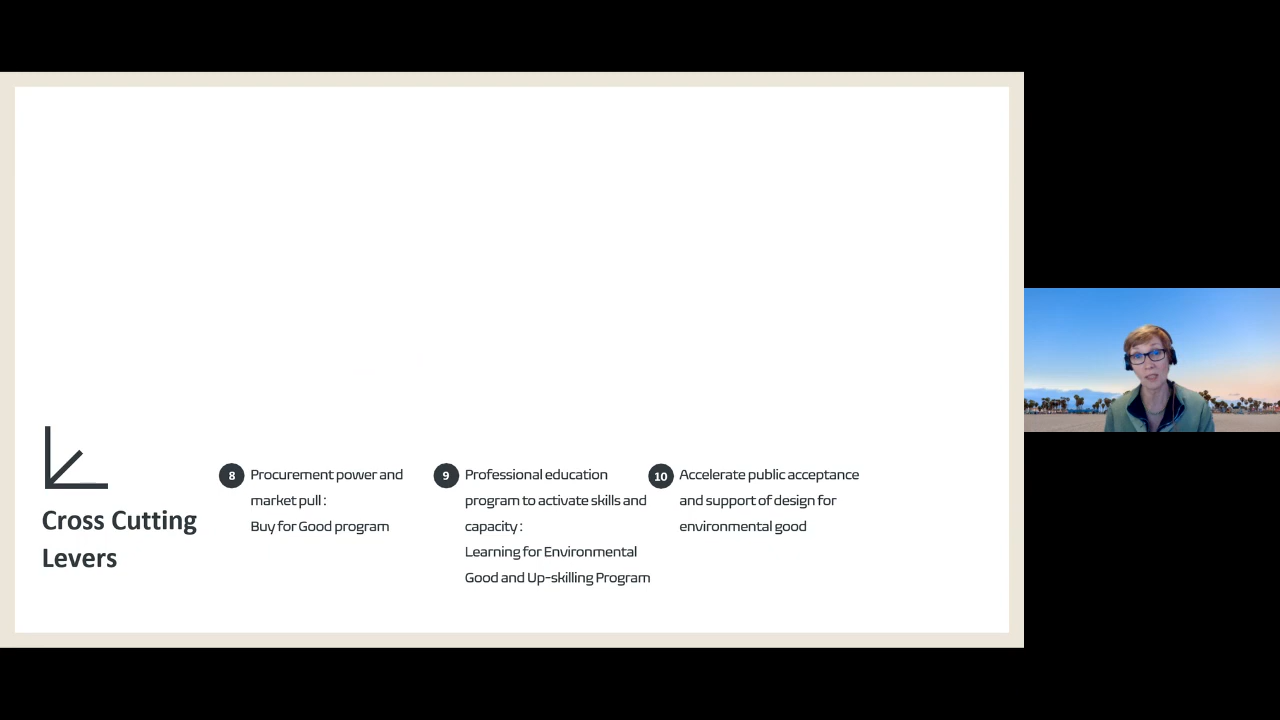 Cross Cutting
Levers
8
Procurement power and
market pull :
Buy for Good program
9
Professional education
program to activate skills and
capacity :
Learning for Environmental
Good and Up-skilling Program
10
Accelerate public acceptance
and support of design for
environmental good